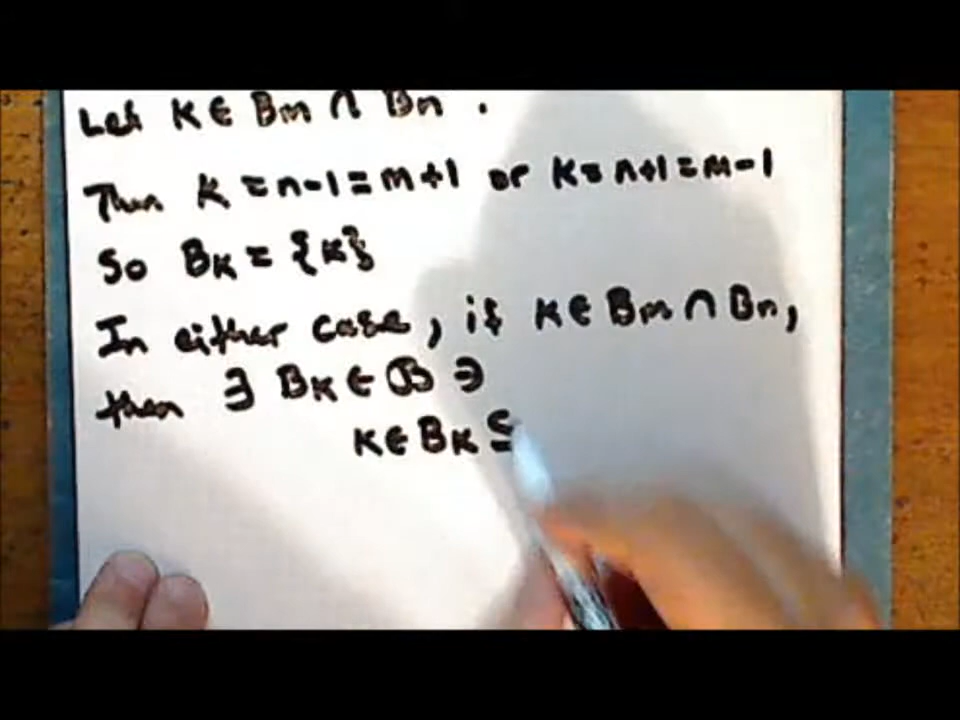 Let K ∈ Bm ∩ Bn .
Then K = n-1 = m+1 or K = n+1 = m-1
So BK = {K}
In either case, if K ∈ Bm ∩ Bn,
then ∃ BK ∈ 𝔅 ∋
K ∈ BK ⊆